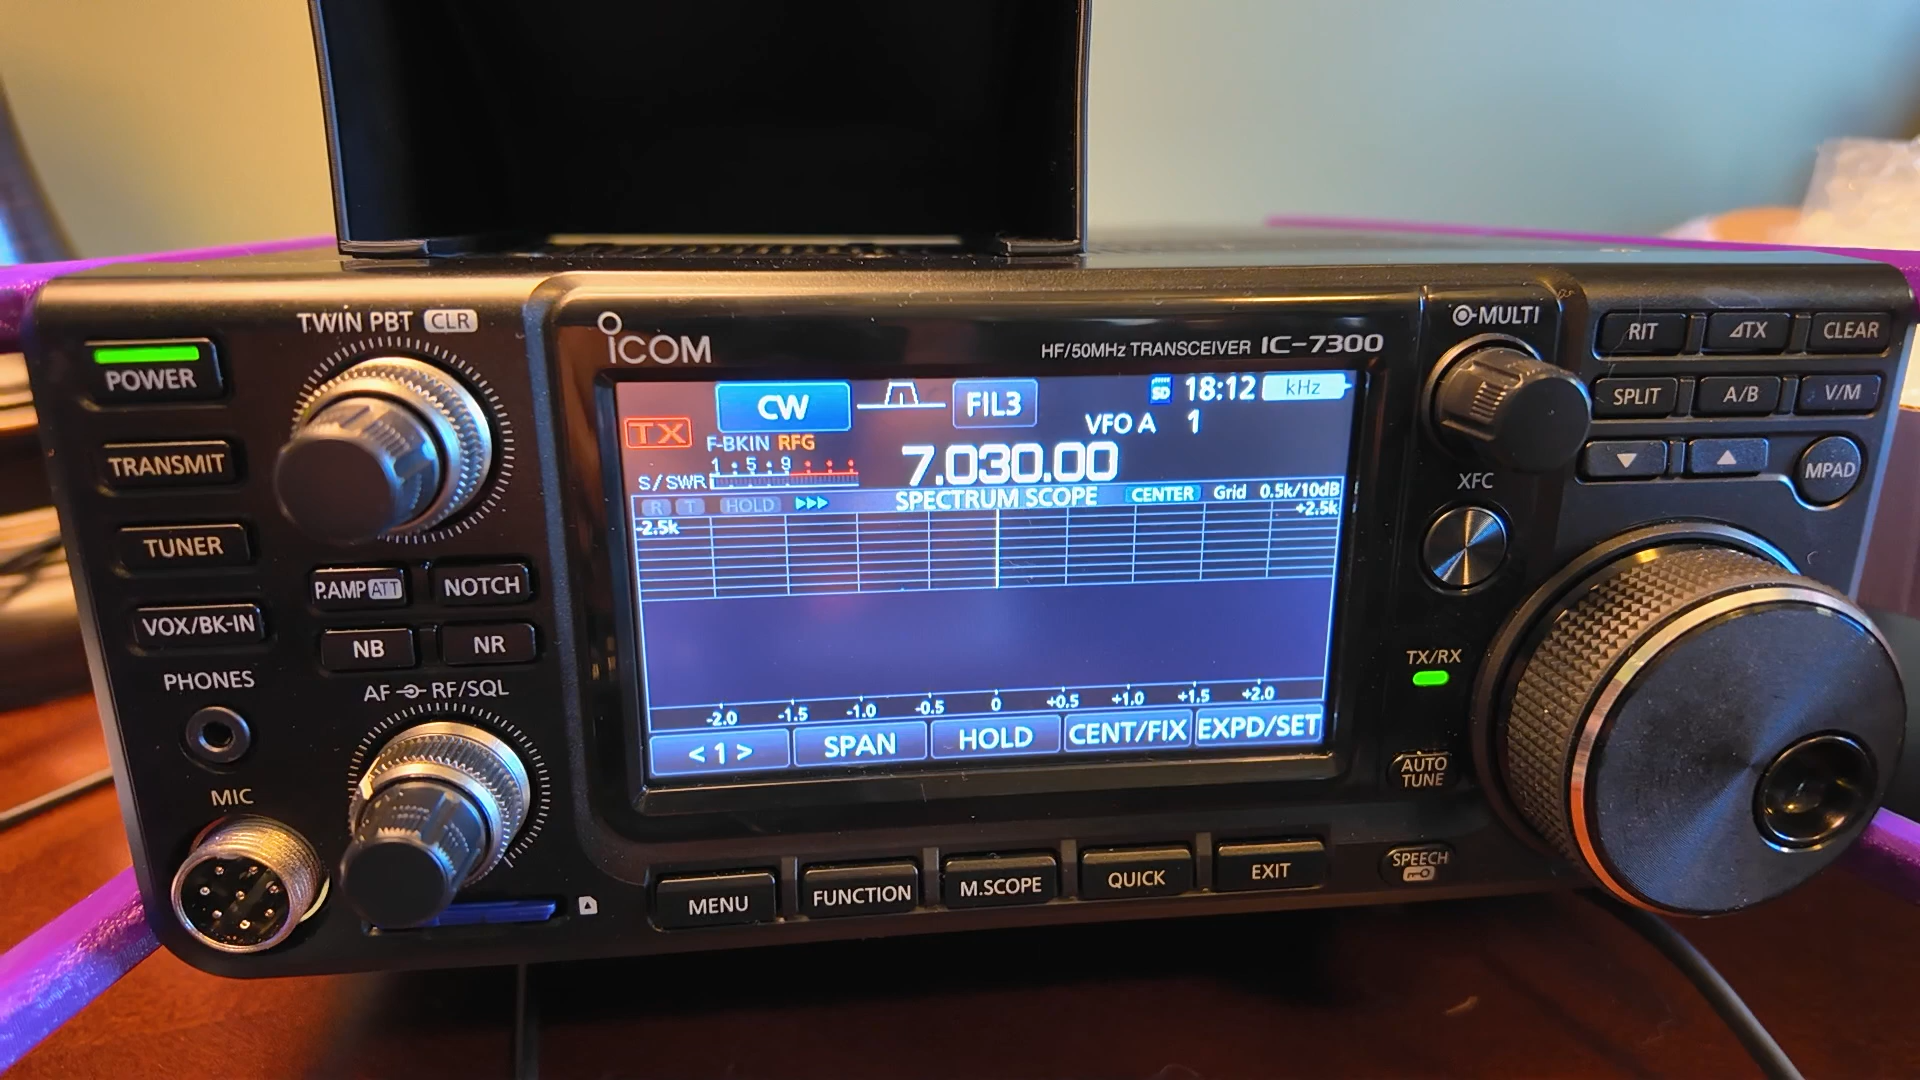 TWIN PBT CLR
POWER
TRANSMIT
TUNER
VOX/BK-IN
P.AMP ATT
NOTCH
NB
NR
PHONES
AF RF/SQL
MIC
ICOM
HF/50MHz TRANSCEIVER IC-7300
CW
FIL3
SD
18:12
kHz
TX
F-BKIN RFG
VFO A 1
1 5 9
S/SWR
7.030.00
R T HOLD SPECTRUM SCOPE CENTER Grid 0.5k/10dB
-2.5k
+2.5k
-2.0 -1.5 -1.0 -0.5 0 +0.5 +1.0 +1.5 +2.0
< 1 > SPAN HOLD CENT/FIX EXPD/SET
MENU
FUNCTION
M.SCOPE
QUICK
EXIT
MULTI
RIT
⊿TX
CLEAR
SPLIT
A/B
V/M
▼
▲
MPAD
XFC
TX/RX
AUTO
TUNE
SPEECH